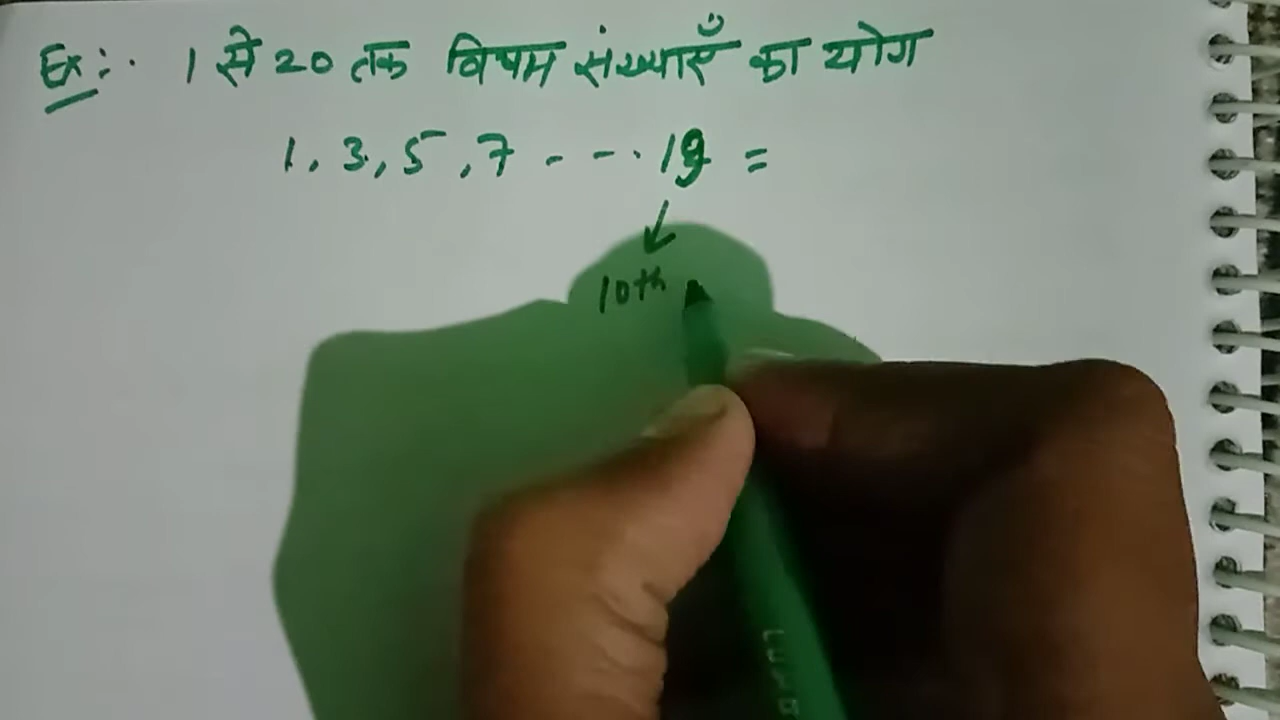 Ex:- 1 से 20 तक विषम संख्याएँ का योग
1, 3, 5, 7 - - - 19 =
10th